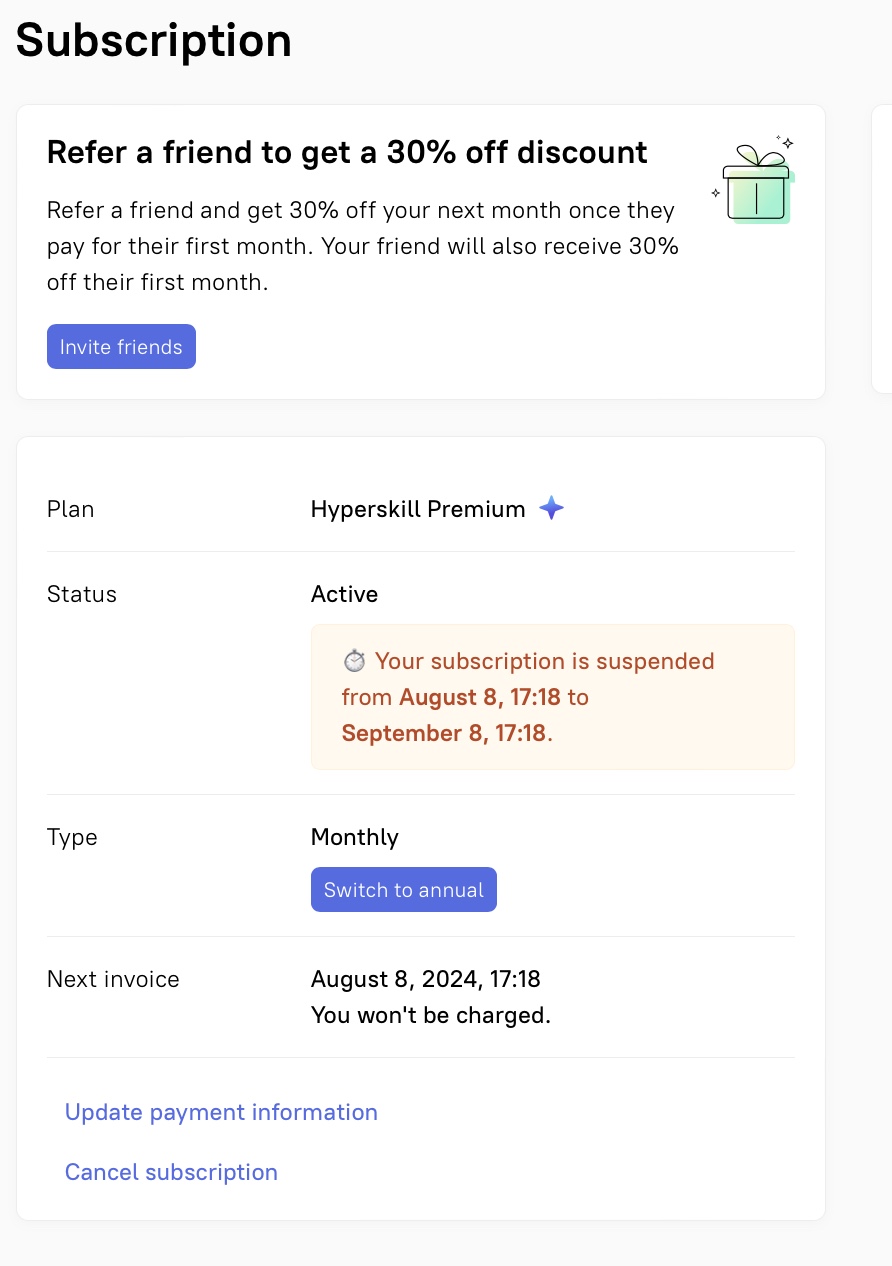 Subscription
Refer a friend to get a 30% off discount
Refer a friend and get 30% off your next month once they
pay for their first month. Your friend will also receive 30%
off their first month.
Invite friends
Plan
Hyperskill Premium
Status
Active
Your subscription is suspended
from August 8, 17:18 to
September 8, 17:18.
Type
Monthly
Switch to annual
Next invoice
August 8, 2024, 17:18
You won't be charged.
Update payment information
Cancel subscription